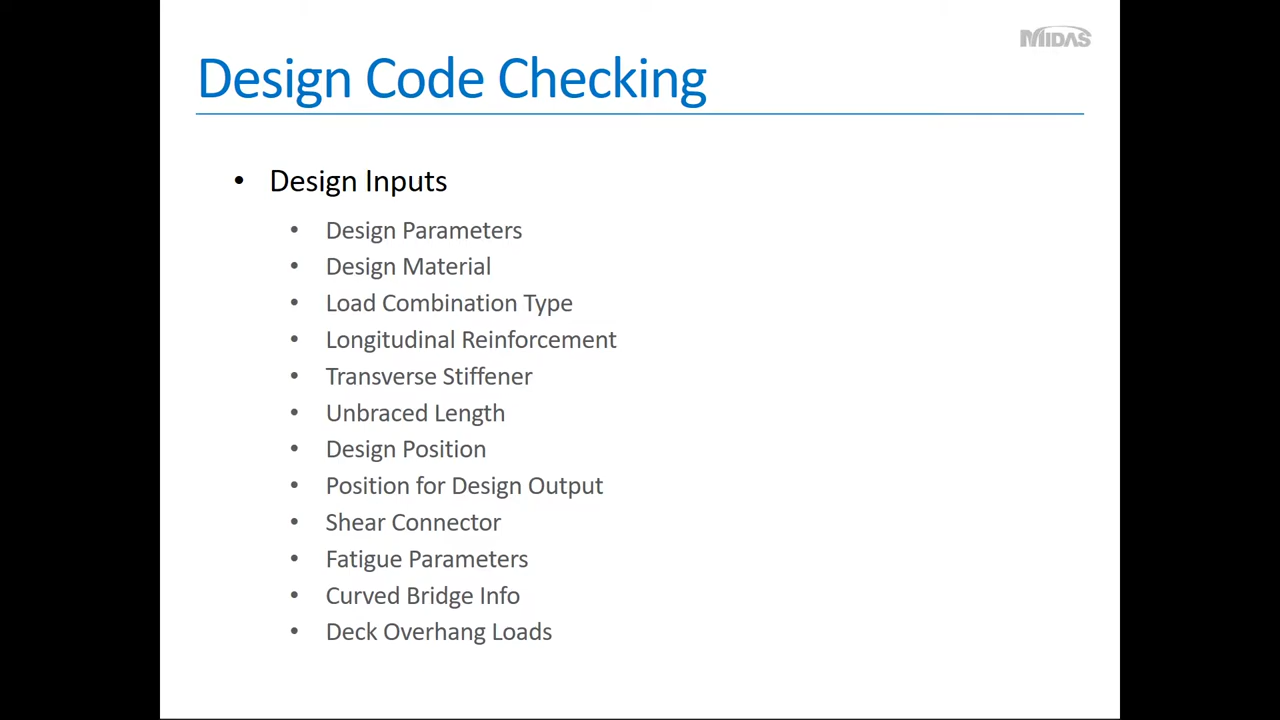 MIDAS
Design Code Checking
• Design Inputs
• Design Parameters
• Design Material
• Load Combination Type
• Longitudinal Reinforcement
• Transverse Stiffener
• Unbraced Length
• Design Position
• Position for Design Output
• Shear Connector
• Fatigue Parameters
• Curved Bridge Info
• Deck Overhang Loads